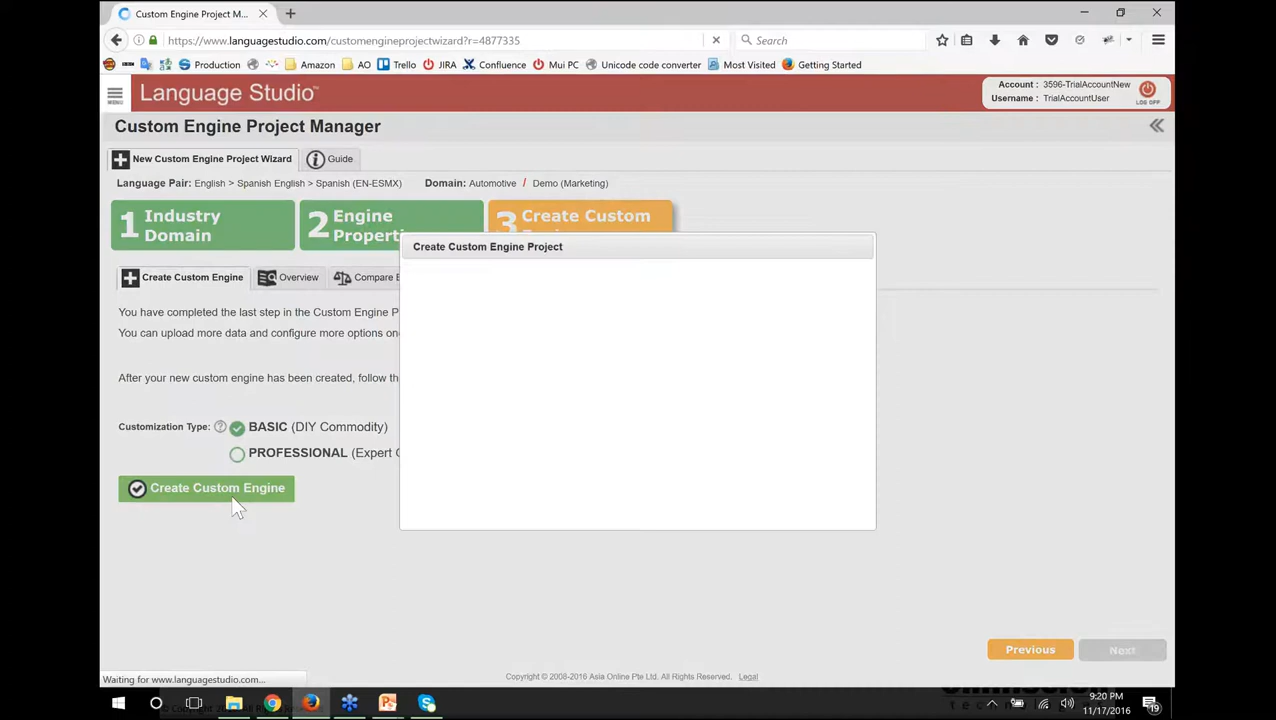 Custom Engine Project M...
https://www.languagestudio.com/customengineprojectwizard?r=4877335
Search
Production
Amazon
AO
Trello
JIRA
Confluence
Mui PC
Unicode code converter
Most Visited
Getting Started
MENU
Language Studio™
Account : 3596-TrialAccountNew
Username : TrialAccountUser
LOG OFF
Custom Engine Project Manager
New Custom Engine Project Wizard
Guide
Language Pair: English > Spanish English > Spanish (EN-ESMX) Domain: Automotive / Demo (Marketing)
1 Industry Domain
2 Engine
3 Create Custom
Create Custom Engine Project
Create Custom Engine
Overview
Compare
You have completed the last step in the Custom Engine P
You can upload more data and configure more options on
After your new custom engine has been created, follow the
Customization Type: ? BASIC (DIY Commodity)
PROFESSIONAL (Expert
Create Custom Engine
Previous
Next
Waiting for www.languagestudio.com...
Copyright © 2008-2016 Asia Online Pte Ltd. All Rights Reserved. Legal
9:20 PM
11/17/2016
19